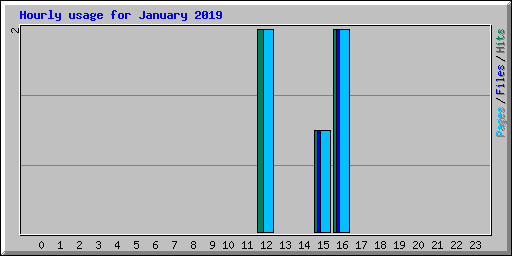 Hourly usage for January 2019
2
Pages/Files/Hits
0 1 2 3 4 5 6 7 8 9 10 11 12 13 14 15 16 17 18 19 20 21 22 23